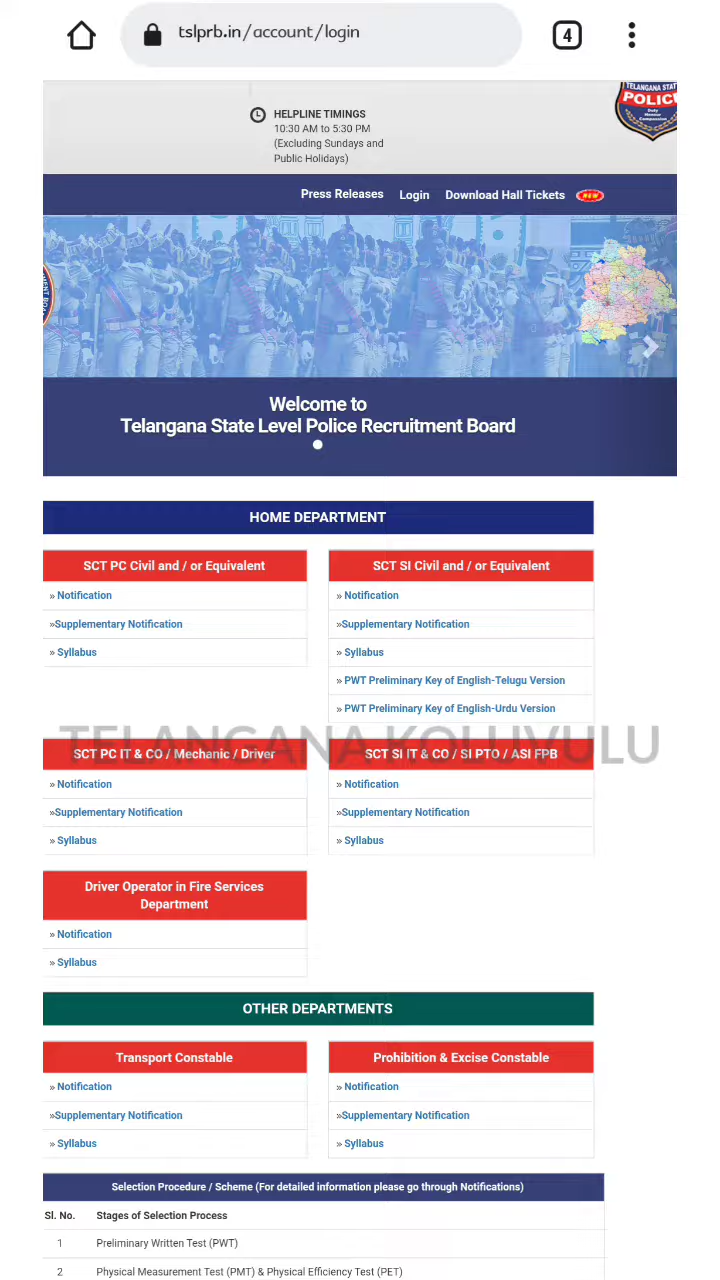 tslprb.in/account/login
4
HELPLINE TIMINGS
10:30 AM to 5:30 PM
(Excluding Sundays and
Public Holidays)
TELANGANA STAT
POLICE
Duty
Honour
Compassion
Press Releases Login Download Hall Tickets NEW
MENT BOA
Welcome to
Telangana State Level Police Recruitment Board
HOME DEPARTMENT
SCT PC Civil and / or Equivalent
» Notification
»Supplementary Notification
» Syllabus
SCT SI Civil and / or Equivalent
» Notification
»Supplementary Notification
» Syllabus
» PWT Preliminary Key of English-Telugu Version
» PWT Preliminary Key of English-Urdu Version
TELANGANA KOLUVULU
SCT PC IT & CO / Mechanic / Driver
» Notification
»Supplementary Notification
» Syllabus
SCT SI IT & CO / SI PTO / ASI FPB
» Notification
»Supplementary Notification
» Syllabus
Driver Operator in Fire Services
Department
» Notification
» Syllabus
OTHER DEPARTMENTS
Transport Constable
» Notification
»Supplementary Notification
» Syllabus
Prohibition & Excise Constable
» Notification
»Supplementary Notification
» Syllabus
Selection Procedure / Scheme (For detailed information please go through Notifications)
Sl. No. Stages of Selection Process
1 Preliminary Written Test (PWT)
2 Physical Measurement Test (PMT) & Physical Efficiency Test (PET)